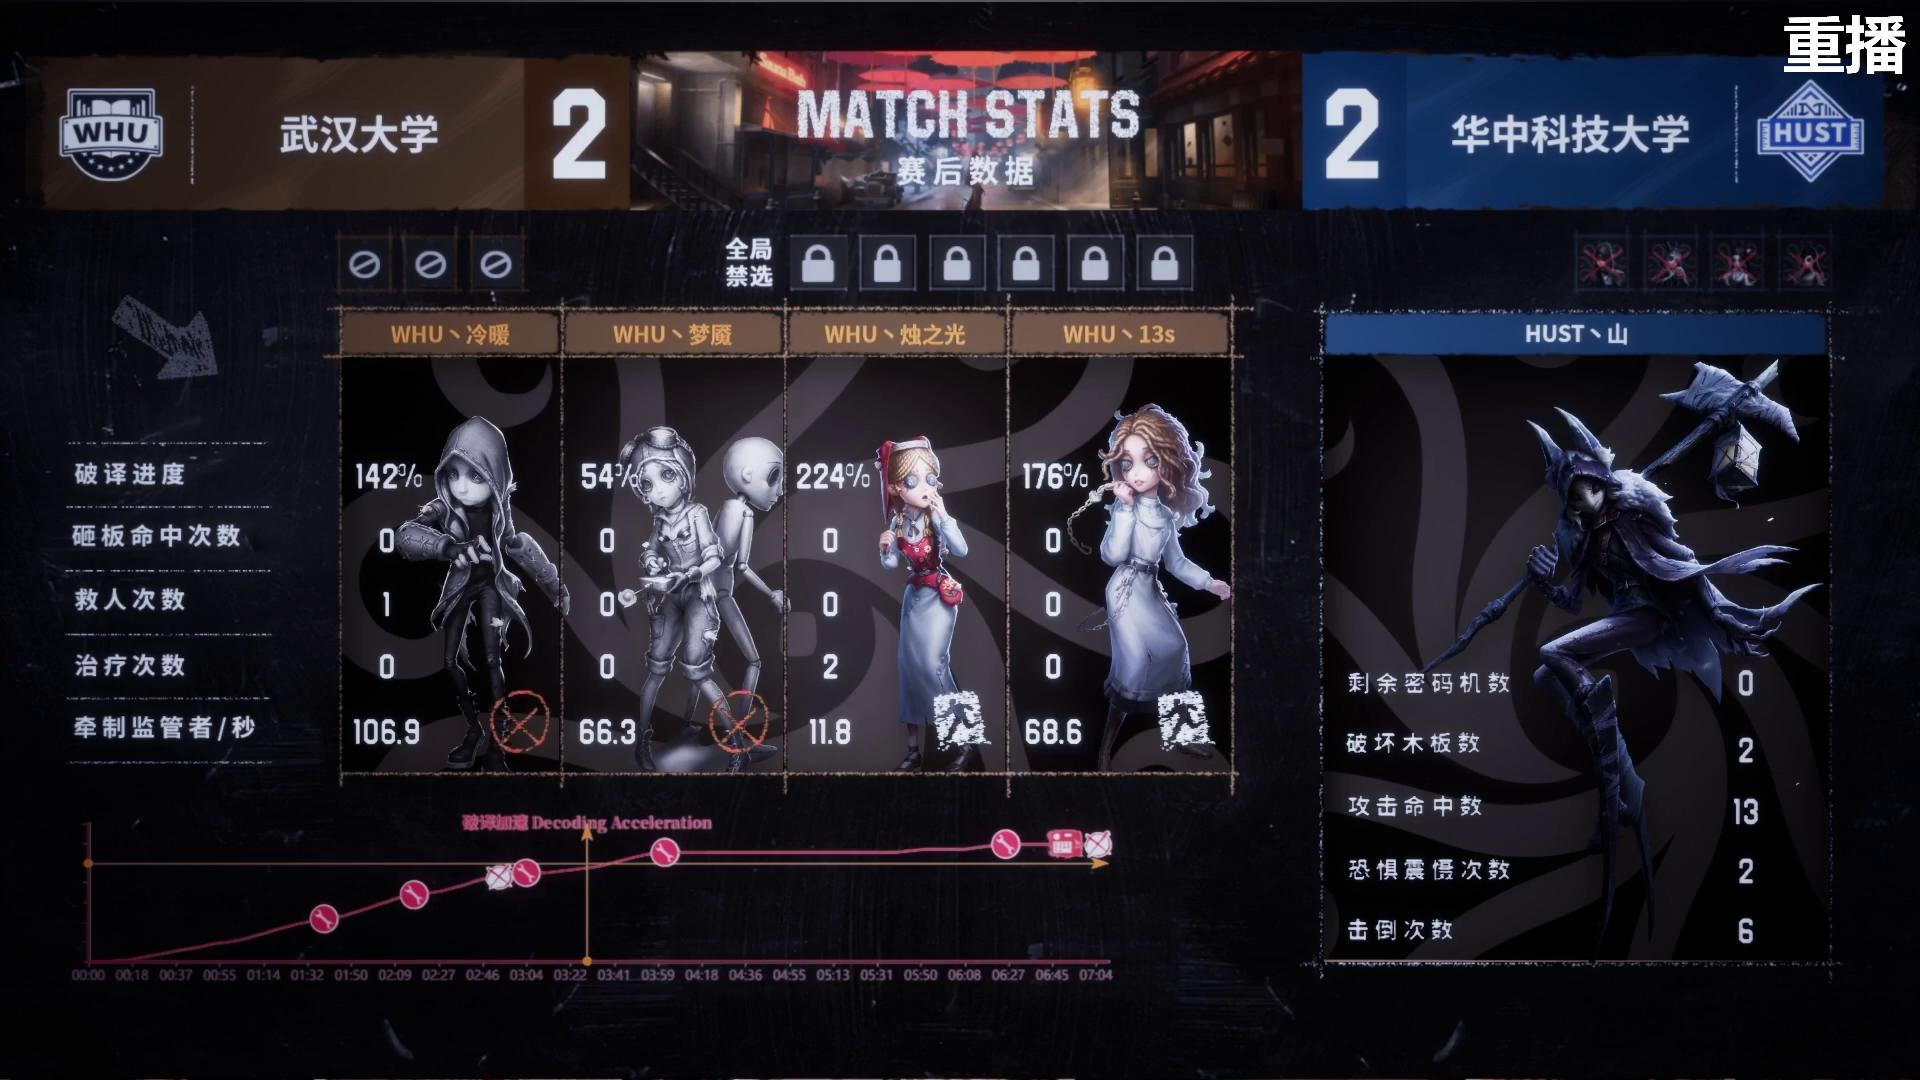 重播
WHU
武汉大学
2
MATCH STATS
赛后数据
2
华中科技大学
HUST
全局
禁选
WHU丶冷暖
WHU丶梦魇
WHU丶烛之光
WHU丶13s
HUST丶山
破译进度
142%
54%
224%
176%
砸板命中次数
0
0
0
0
救人次数
1
0
0
0
治疗次数
0
0
2
0
牵制监管者/秒
106.9
66.3
11.8
68.6
剩余密码机数
0
破坏木板数
2
攻击命中数
13
恐惧震慑次数
2
击倒次数
6
破译加速 Decoding Acceleration
00:00 00:18 00:37 00:55 01:14 01:32 01:50 02:09 02:27 02:46 03:04 03:22 03:41 03:59 04:18 04:36 04:55 05:13 05:31 05:50 06:08 06:27 06:45 07:04